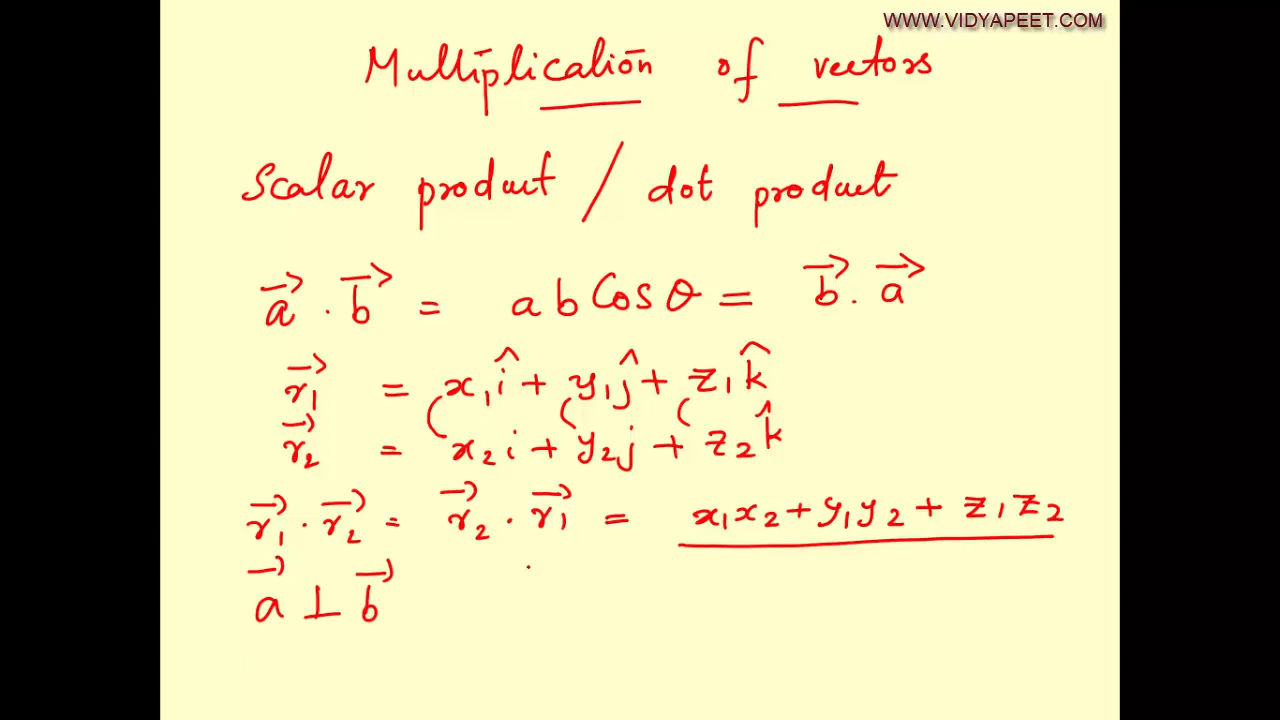 WWW.VIDYAPEET.COM
Multiplication of vectors
Scalar product / dot product
a⃗ . b⃗ = a b Cos θ = b⃗ . a⃗
r⃗₁ = x₁î + y₁ĵ + z₁k̂
r⃗₂ = x₂i + y₂j + z₂k̂
r⃗₁ . r⃗₂ = r⃗₂ . r⃗₁ = x₁x₂ + y₁y₂ + z₁z₂
a⃗ ⊥ b⃗